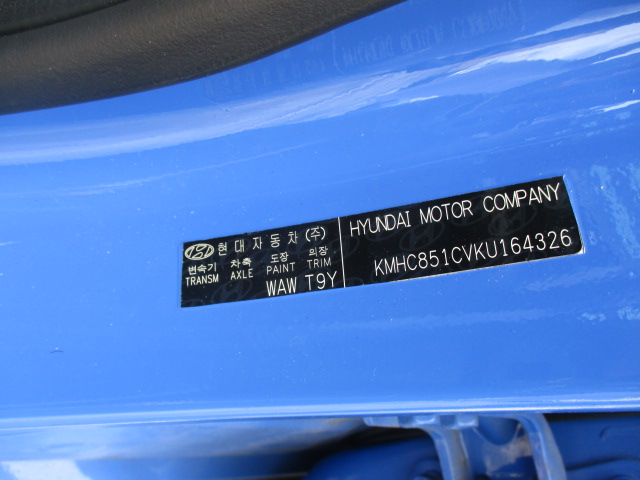 현대자동차(주)
변속기 차축 도장 의장
TRANSM AXLE PAINT TRIM
WAW T9Y
HYUNDAI MOTOR COMPANY
KMHC851CVKU164326